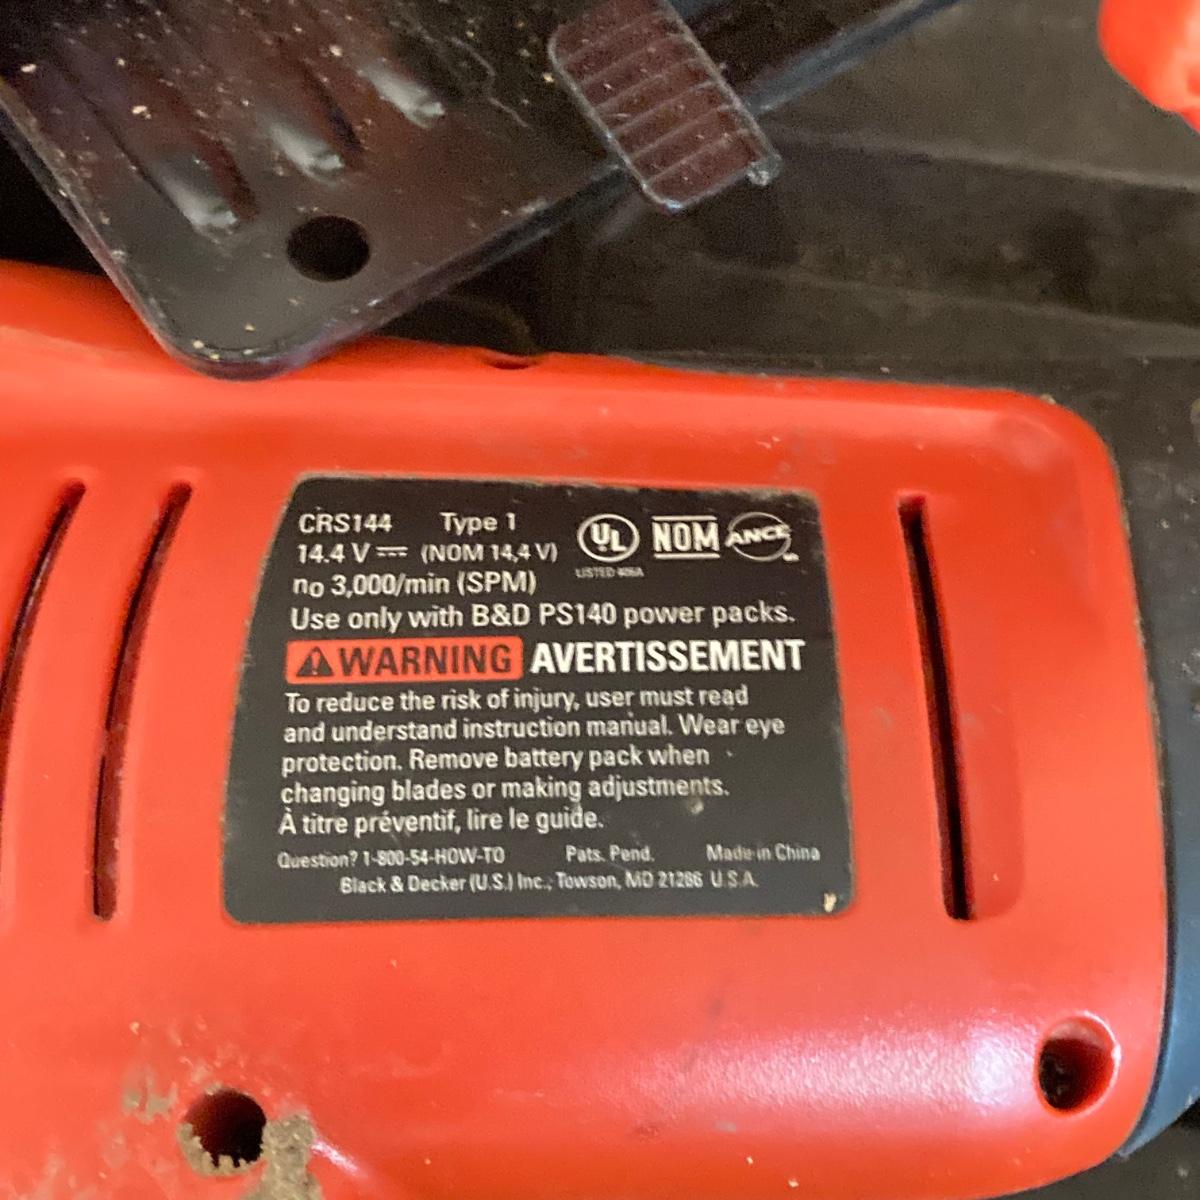 CRS144 Type 1
14.4 V (NOM 14,4 V)
no 3,000/min (SPM)
UL NOM ANCE
LISTED
Use only with B&D PS140 power packs.
WARNING AVERTISSEMENT
To reduce the risk of injury, user must read
and understand instruction manual. Wear eye
protection. Remove battery pack when
changing blades or making adjustments.
À titre préventif, lire le guide.
Question? 1-800-54-HOW-TO Pats. Pend. Made in China
Black & Decker (U.S.) Inc., Towson, MD 21286 U.S.A.